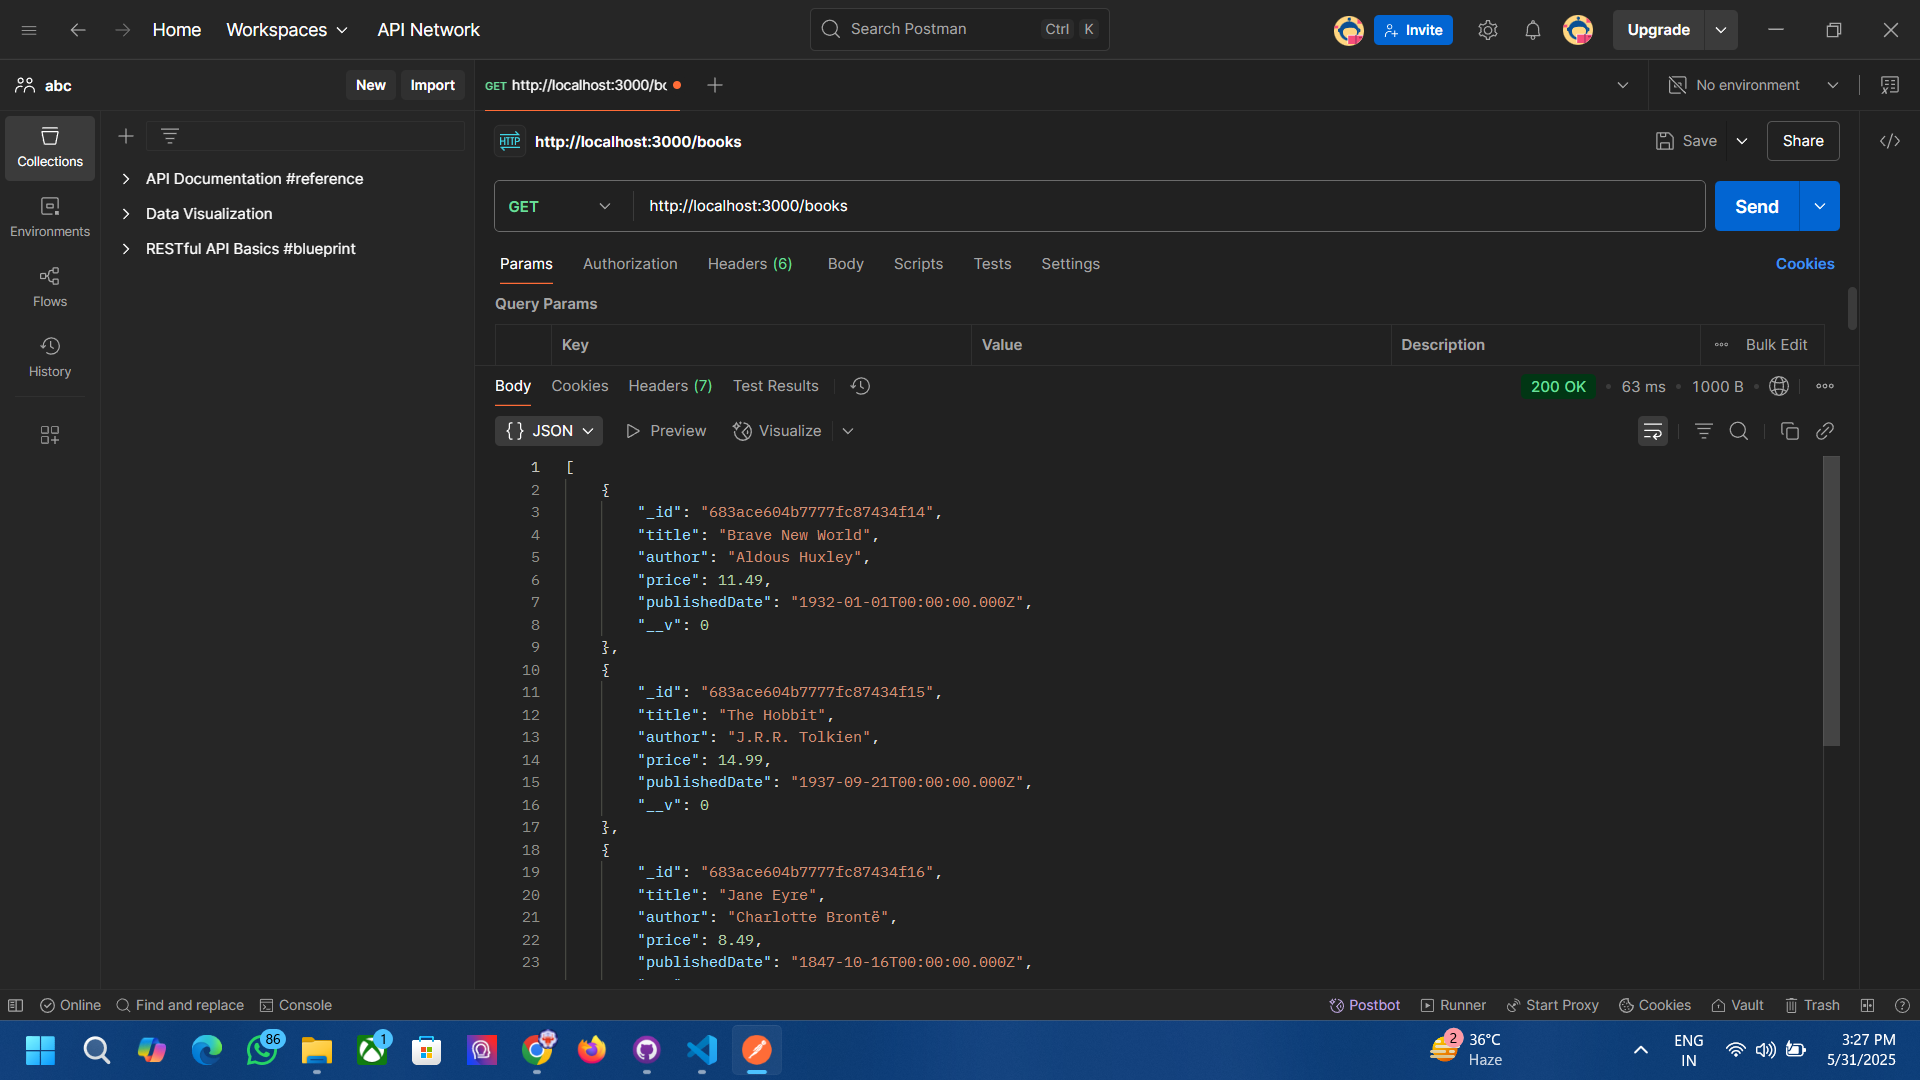 Home Workspaces API Network Search Postman Ctrl K Invite Upgrade
abc New Import GET http://localhost:3000/bo No environment
Collections
Environments
Flows
History
API Documentation #reference
Data Visualization
RESTful API Basics #blueprint
HTTP http://localhost:3000/books Save Share
GET http://localhost:3000/books Send
Params Authorization Headers (6) Body Scripts Tests Settings Cookies
Query Params
Key Value Description Bulk Edit
Body Cookies Headers (7) Test Results 200 OK 63 ms 1000 B
{} JSON Preview Visualize
1 [
2 {
3 "_id": "683ace604b7777fc87434f14",
4 "title": "Brave New World",
5 "author": "Aldous Huxley",
6 "price": 11.49,
7 "publishedDate": "1932-01-01T00:00:00.000Z",
8 "__v": 0
9 },
10 {
11 "_id": "683ace604b7777fc87434f15",
12 "title": "The Hobbit",
13 "author": "J.R.R. Tolkien",
14 "price": 14.99,
15 "publishedDate": "1937-09-21T00:00:00.000Z",
16 "__v": 0
17 },
18 {
19 "_id": "683ace604b7777fc87434f16",
20 "title": "Jane Eyre",
21 "author": "Charlotte Brontë",
22 "price": 8.49,
23 "publishedDate": "1847-10-16T00:00:00.000Z",
Online Find and replace Console Postbot Runner Start Proxy Cookies Vault Trash
86 1 2 36°C ENG 3:27 PM
Haze IN 5/31/2025